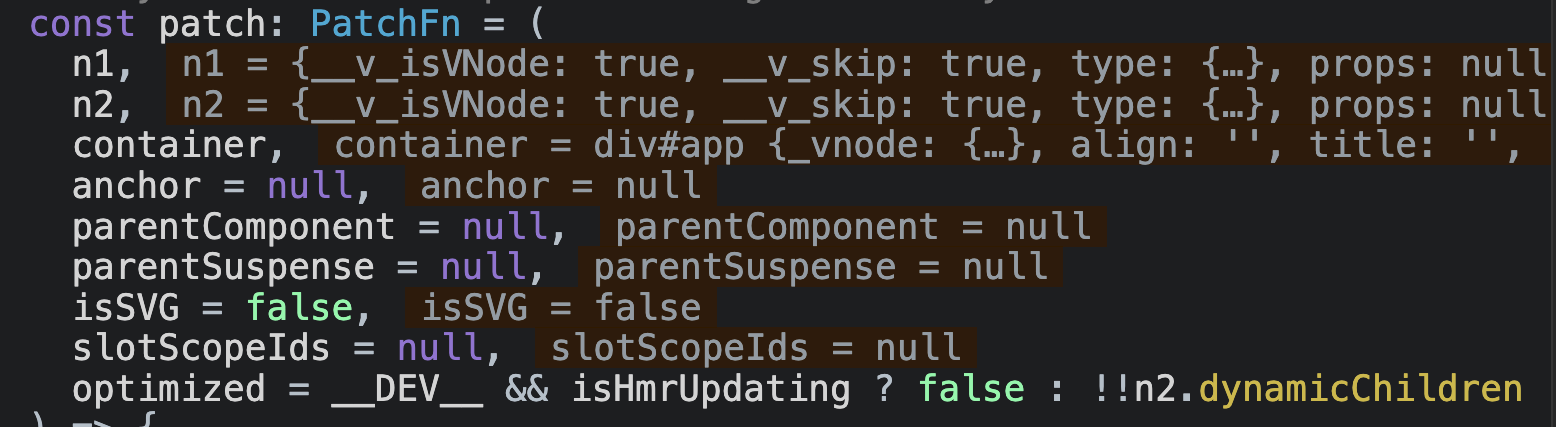 const patch: PatchFn = (
n1, n1 = {__v_isVNode: true, __v_skip: true, type: {…}, props: null
n2, n2 = {__v_isVNode: true, __v_skip: true, type: {…}, props: null
container, container = div#app {_vnode: {…}, align: '', title: '',
anchor = null, anchor = null
parentComponent = null, parentComponent = null
parentSuspense = null, parentSuspense = null
isSVG = false, isSVG = false
slotScopeIds = null, slotScopeIds = null
optimized = __DEV__ && isHmrUpdating ? false : !!n2.dynamicChildren
) => {